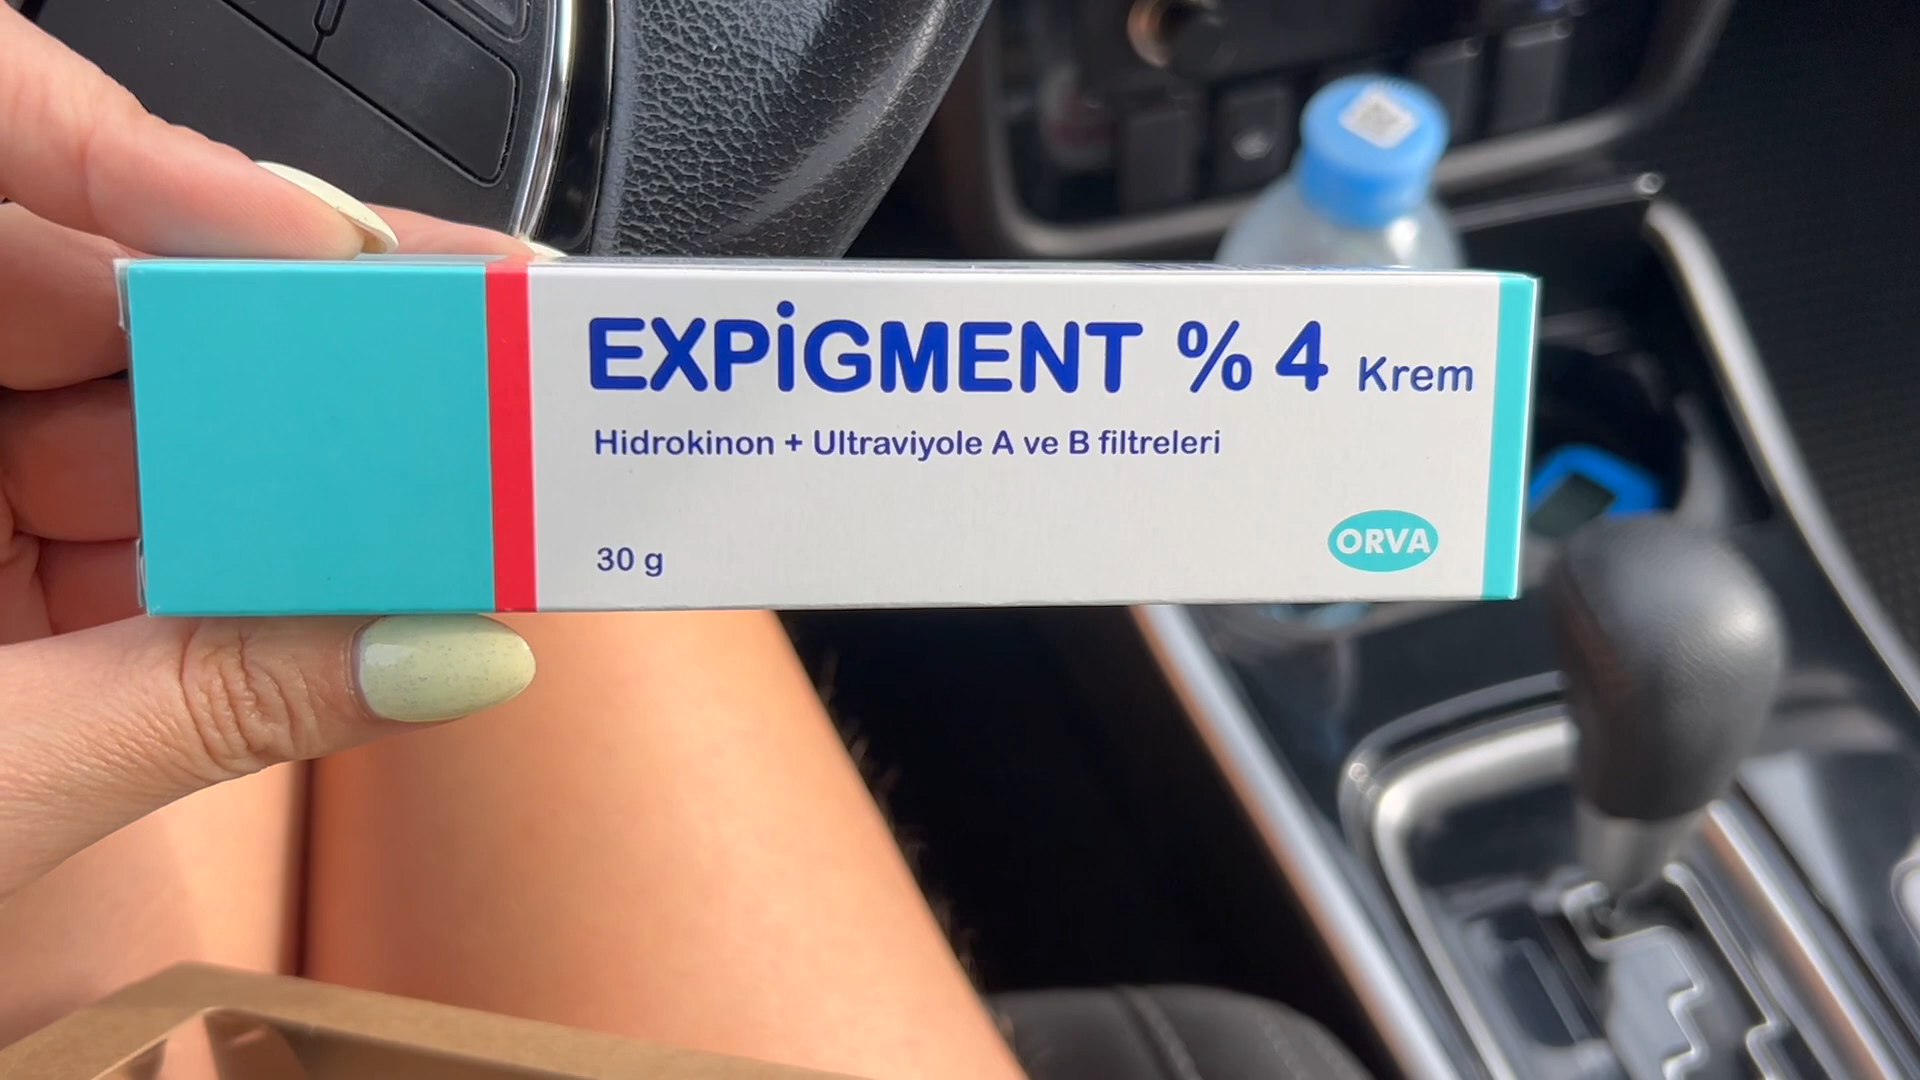 EXPİGMENT % 4 Krem
Hidrokinon + Ultraviyole A ve B filtreleri
30 g
ORVA